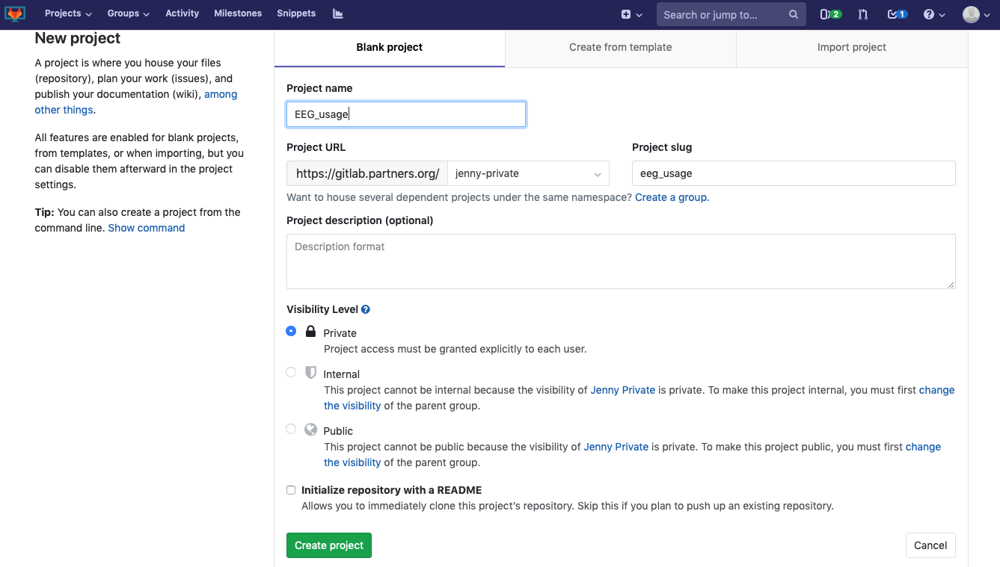 Projects Groups Activity Milestones Snippets Search or jump to... 2 1
New project
A project is where you house your files
(repository), plan your work (issues), and
publish your documentation (wiki), among
other things.
All features are enabled for blank projects,
from templates, or when importing, but you
can disable them afterward in the project
settings.
Tip: You can also create a project from the
command line. Show command
Blank project Create from template Import project
Project name
EEG_usage
Project URL Project slug
https://gitlab.partners.org/ jenny-private eeg_usage
Want to house several dependent projects under the same namespace? Create a group.
Project description (optional)
Description format
Visibility Level ?
Private
Project access must be granted explicitly to each user.
Internal
This project cannot be internal because the visibility of Jenny Private is private. To make this project internal, you must first change
the visibility of the parent group.
Public
This project cannot be public because the visibility of Jenny Private is private. To make this project public, you must first change
the visibility of the parent group.
Initialize repository with a README
Allows you to immediately clone this project’s repository. Skip this if you plan to push up an existing repository.
Create project Cancel